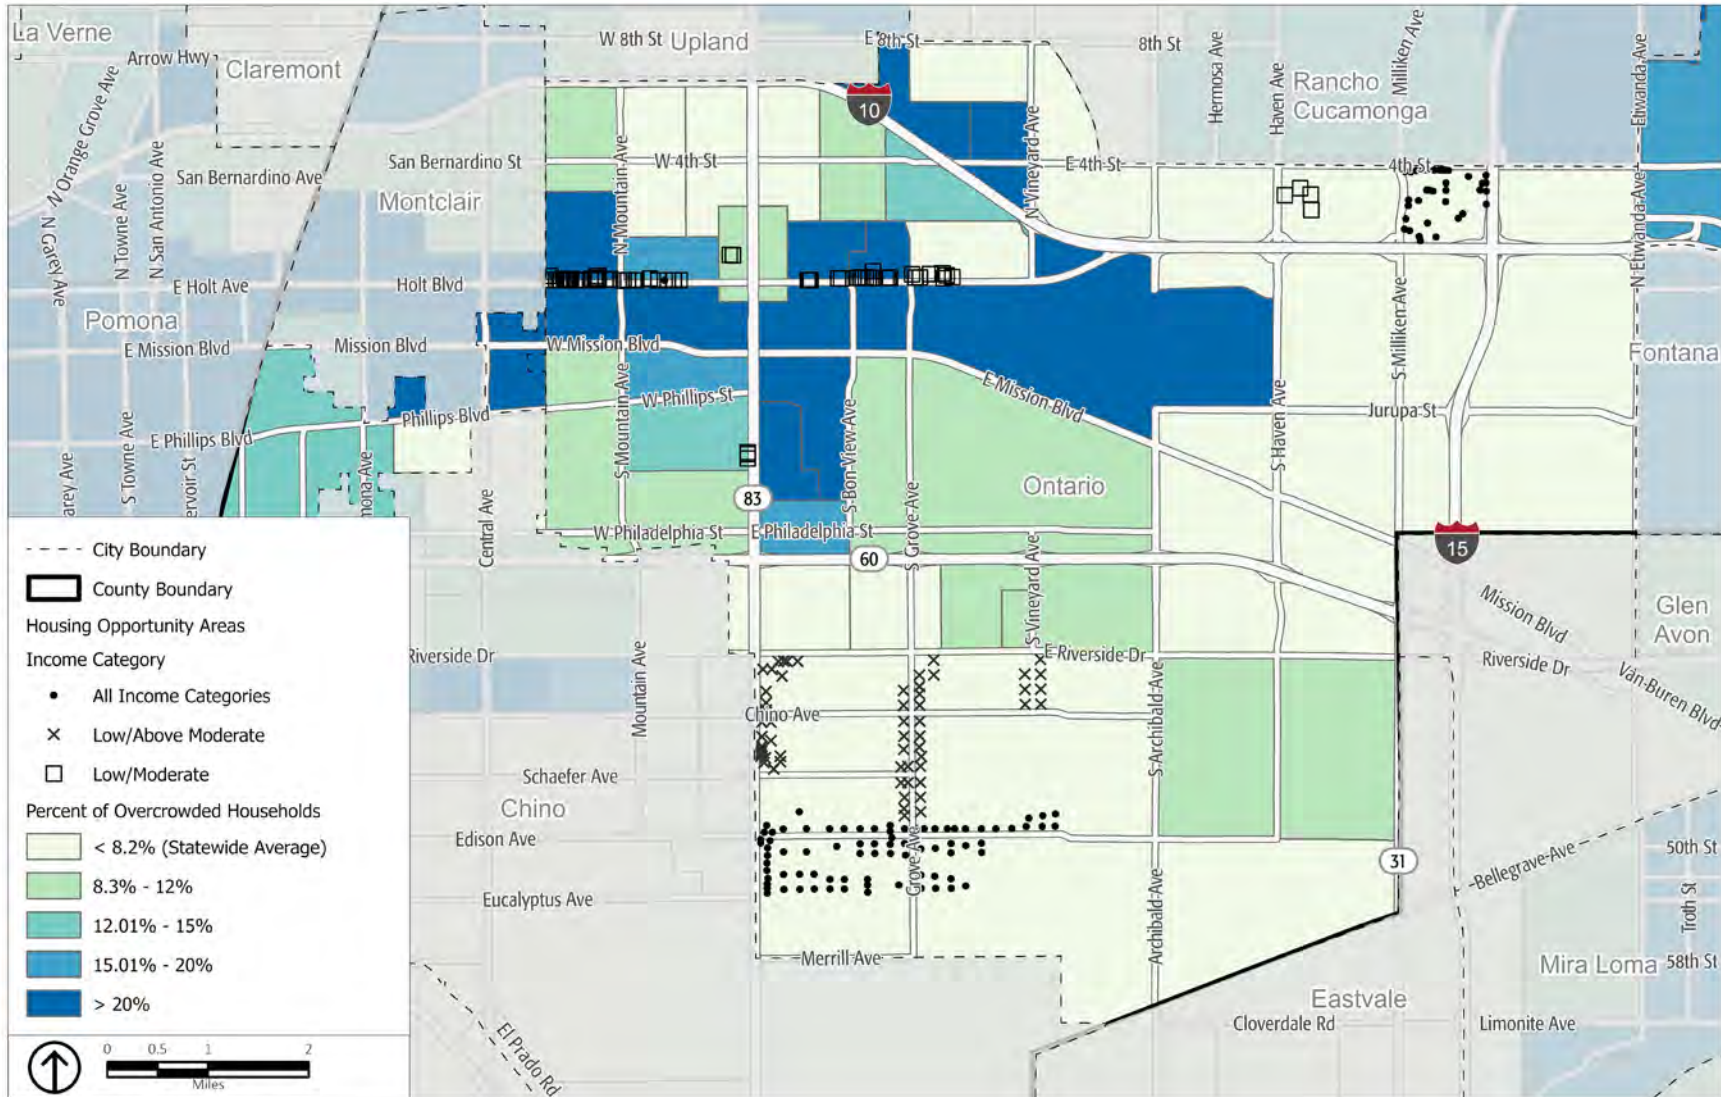 La Verne
Arrow Hwy
Claremont
W 8th St
Upland
E 8th St
8th St
Hermosa Ave
Haven Ave
Milliken Ave
Rancho
Cucamonga
Etiwanda Ave
10
N Orange Grove Ave
N Towne Ave
N San Antonio Ave
San Bernardino St
San Bernardino Ave
N Mountain Ave
W 4th St
N Vineyard Ave
E 4th St
4th St
Montclair
N Garey Ave
E Holt Ave
Holt Blvd
N Etiwanda Ave
Pomona
E Mission Blvd
Mission Blvd
W Mission Blvd
E Mission Blvd
S Milliken Ave
Fontana
S Mountain Ave
W Phillips St
Phillips Blvd
E Phillips Blvd
S Towne Ave
S Bon View Ave
S Grove Ave
S Haven Ave
Jurupa St
Ontario
83
Central Ave
W Philadelphia St
E Philadelphia St
60
S Vineyard Ave
15
City Boundary
County Boundary
Housing Opportunity Areas
Income Category
All Income Categories
Low/Above Moderate
Low/Moderate
Percent of Overcrowded Households
< 8.2% (Statewide Average)
8.3% - 12%
12.01% - 15%
15.01% - 20%
> 20%
0 0.5 1 2
Miles
Riverside Dr
Mountain Ave
E Riverside Dr
Mission Blvd
Glen
Avon
Riverside Dr
Van Buren Blvd
Chino Ave
S Archibald Ave
Schaefer Ave
Chino
Edison Ave
Grove Ave
31
50th St
Bellegrave Ave
Eucalyptus Ave
Archibald Ave
Troth St
Merrill Ave
Mira Loma
58th St
Eastvale
El Prado Rd
Cloverdale Rd
Limonite Ave